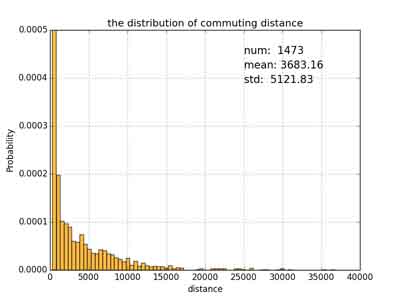 the distribution of commuting distance
num: 1473
mean: 3683.16
std: 5121.83
Probability
0.0005
0.0004
0.0003
0.0002
0.0001
0.0000
0 5000 10000 15000 20000 25000 30000 35000 40000
distance